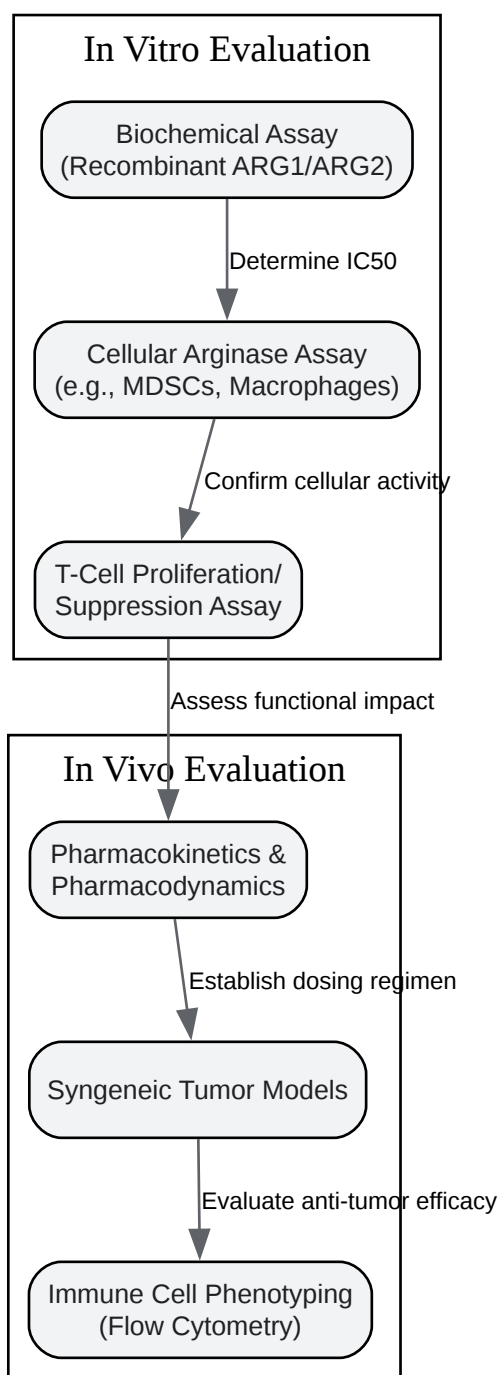 In Vitro Evaluation
Biochemical Assay
(Recombinant ARG1/ARG2)
Determine IC50
Cellular Arginase Assay
(e.g., MDSCs, Macrophages)
Confirm cellular activity
T-Cell Proliferation/
Suppression Assay
Assess functional impact
In Vivo Evaluation
Pharmacokinetics &
Pharmacodynamics
Establish dosing regimen
Syngeneic Tumor Models
Evaluate anti-tumor efficacy
Immune Cell Phenotyping
(Flow Cytometry)